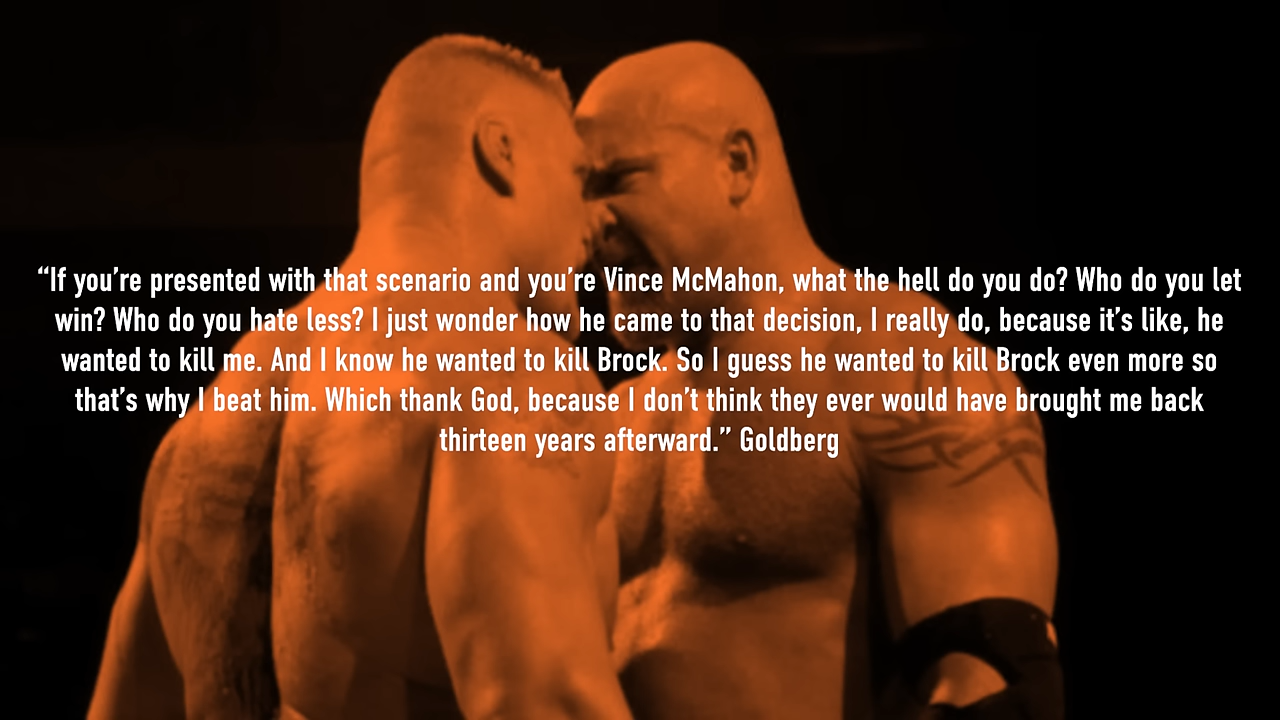 “If you’re presented with that scenario and you’re Vince McMahon, what the hell do you do? Who do you let
win? Who do you hate less? I just wonder how he came to that decision, I really do, because it’s like, he
wanted to kill me. And I know he wanted to kill Brock. So I guess he wanted to kill Brock even more so
that’s why I beat him. Which thank God, because I don’t think they ever would have brought me back
thirteen years afterward.” Goldberg